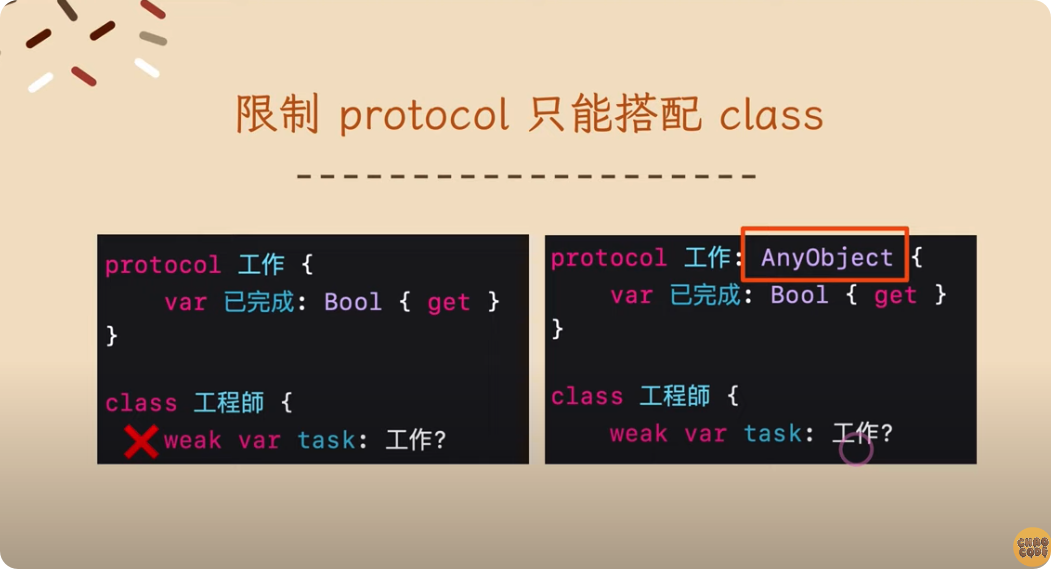 限制 protocol 只能搭配 class
protocol 工作 {
var 已完成: Bool { get }
}
class 工程師 {
weak var task: 工作?
protocol 工作: AnyObject {
var 已完成: Bool { get }
}
class 工程師 {
weak var task: 工作?
CHAO
CODE